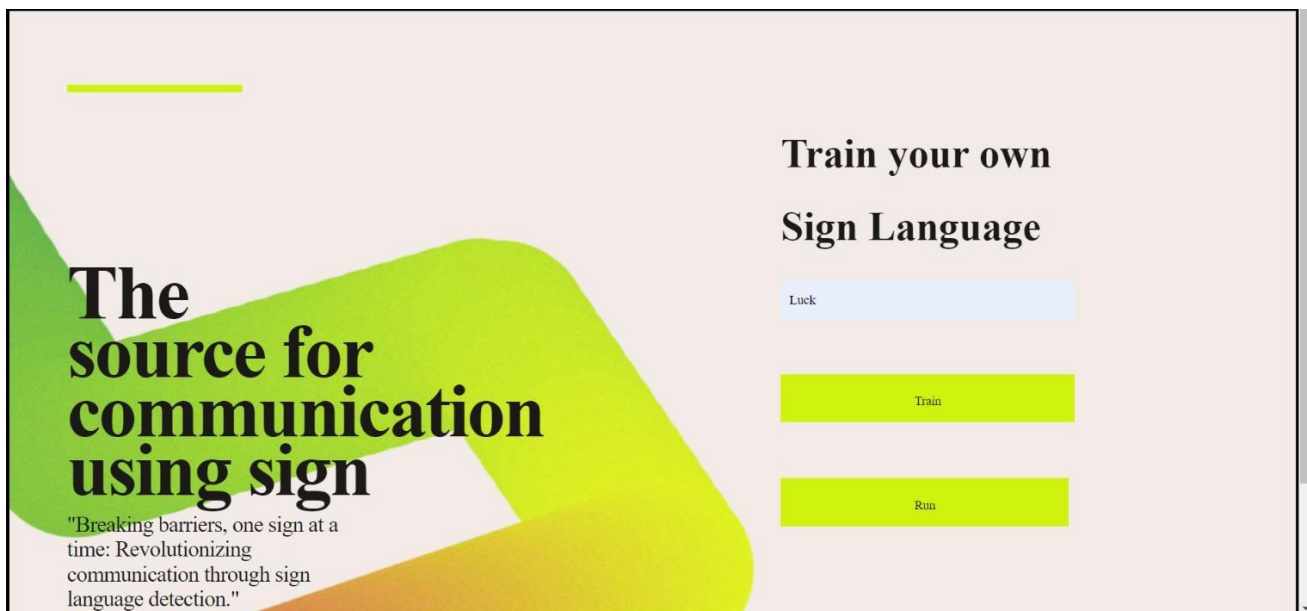 The
source for
communication
using sign
"Breaking barriers, one sign at a
time: Revolutionizing
communication through sign
language detection."
Train your own
Sign Language
Luck
Train
Run